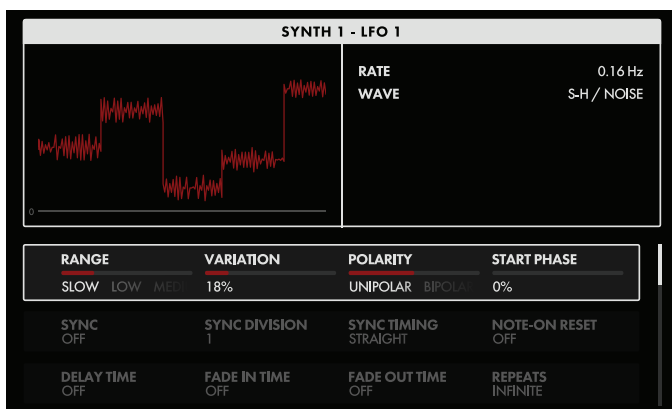 SYNTH 1 - LFO 1
RATE 0.16 Hz
WAVE S-H / NOISE
0
RANGE VARIATION POLARITY START PHASE
SLOW LOW MEDI 18% UNIPOLAR BIPOLAR 0%
SYNC SYNC DIVISION SYNC TIMING NOTE-ON RESET
OFF 1 STRAIGHT OFF
DELAY TIME FADE IN TIME FADE OUT TIME REPEATS
OFF OFF OFF INFINITE